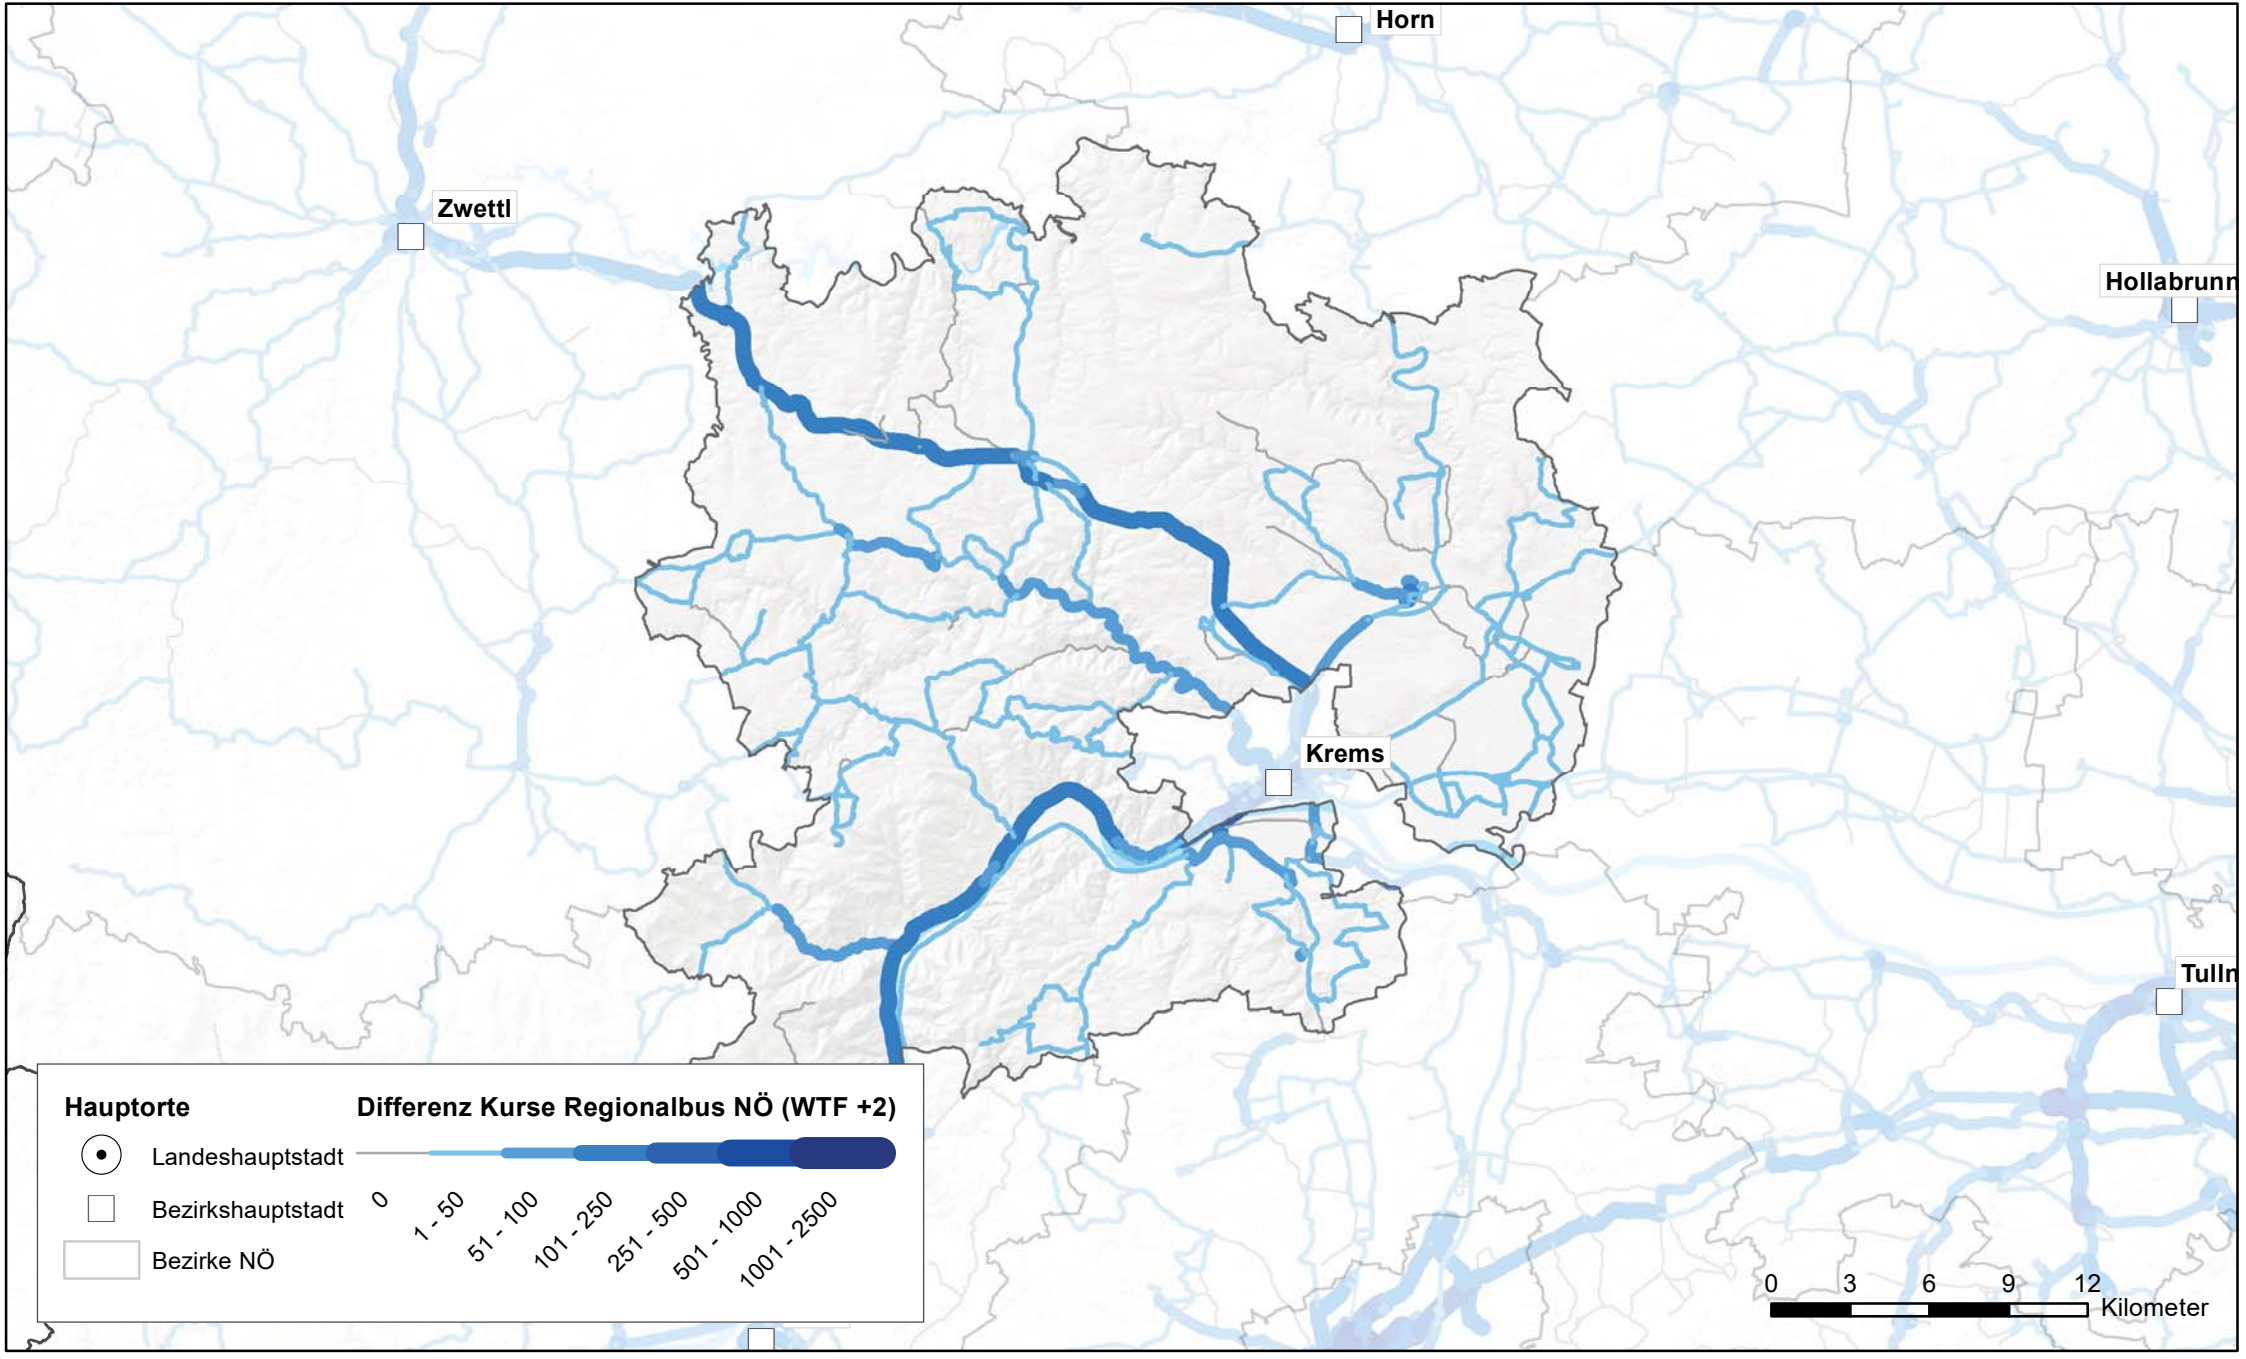 Horn
Zwettl
Hollabrunn
Krems
Tulln
Hauptorte
Landeshauptstadt
Bezirkshauptstadt
Bezirke NÖ
Differenz Kurse Regionalbus NÖ (WTF +2)
0
1 - 50
51 - 100
101 - 250
251 - 500
501 - 1000
1001 - 2500
0 3 6 9 12
Kilometer